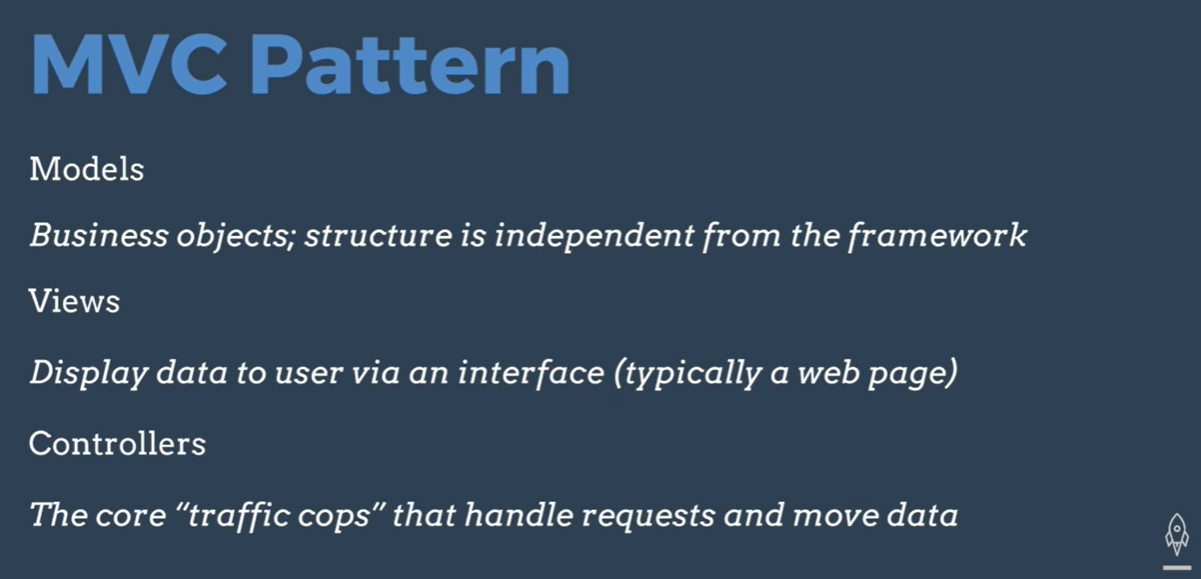 MVC Pattern
Models
Business objects; structure is independent from the framework
Views
Display data to user via an interface (typically a web page)
Controllers
The core “traffic cops” that handle requests and move data